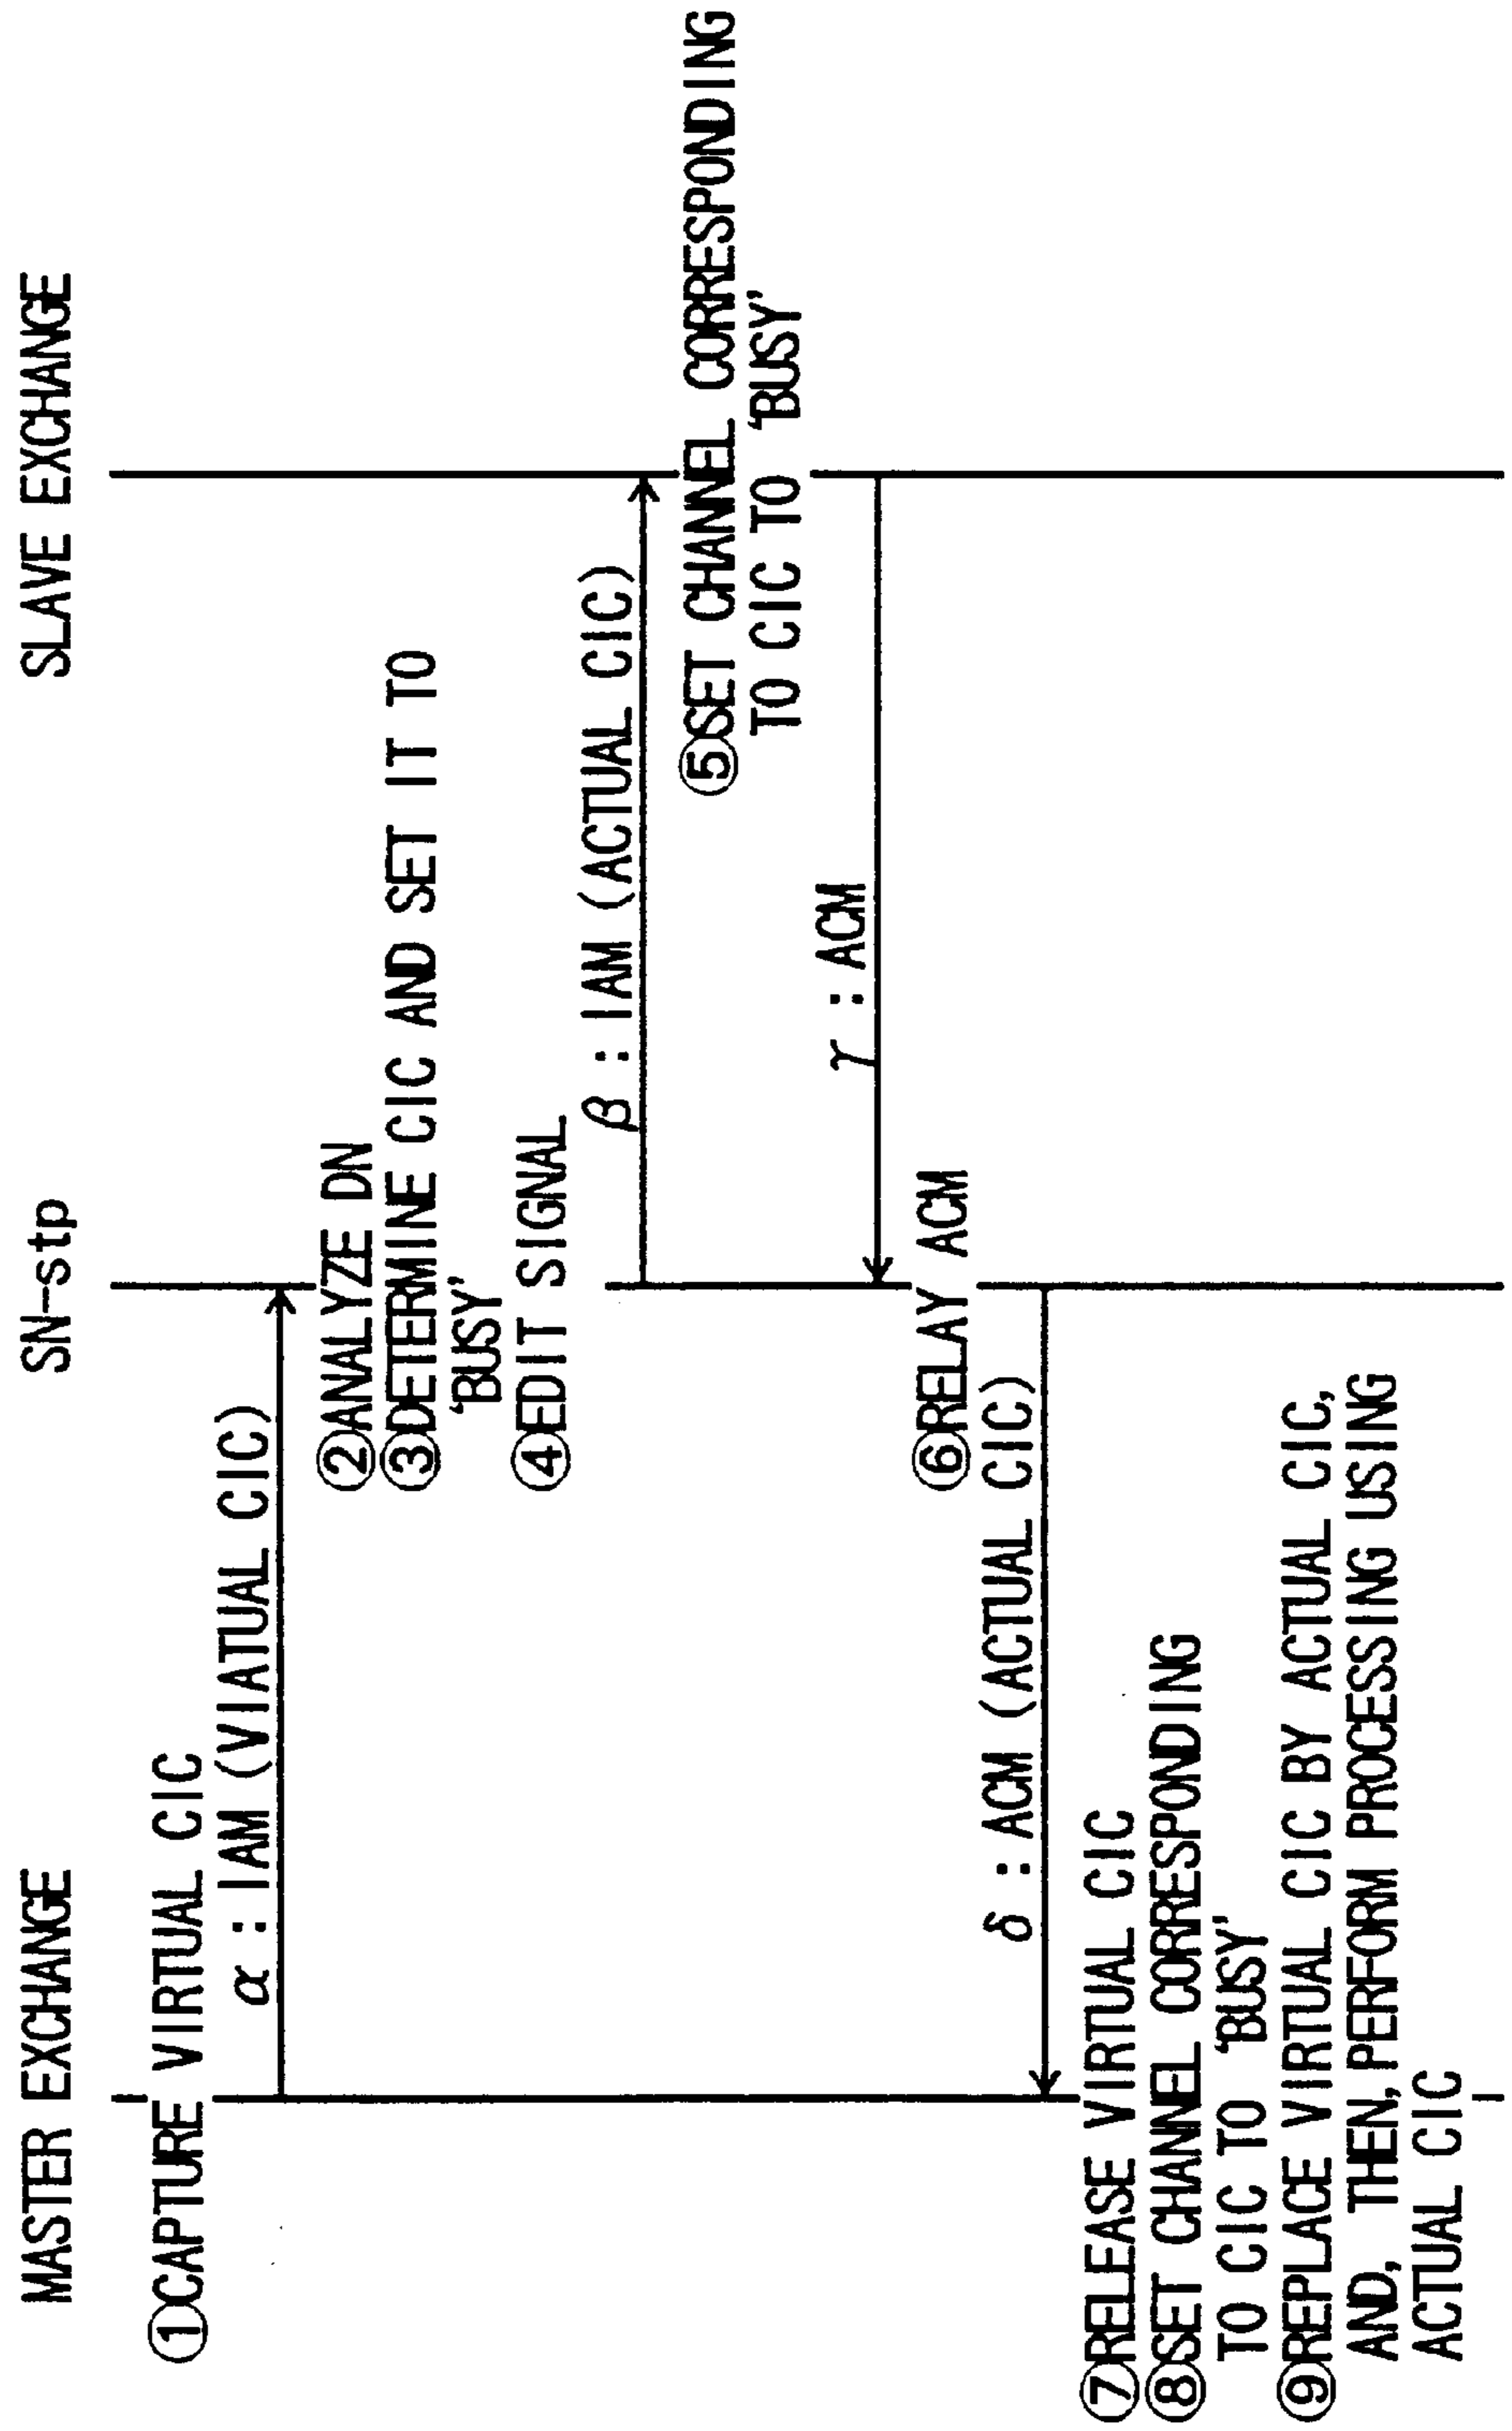 MASTER EXCHANGE
SN-stp
SLAVE EXCHANGE
①CAPTURE VIRTUAL CIC
α : IAM (VIATUAL CIC)
②ANALYZE DN
③DETERMINE CIC AND SET IT TO
'BUSY'
④EDIT SIGNAL
β : IAM (ACTUAL CIC)
⑤SET CHANNEL CORRESPONDING
TO CIC TO 'BUSY'
γ : ACM
⑥RELAY ACM
δ : ACM (ACTUAL CIC)
⑦RELEASE VIRTUAL CIC
⑧SET CHANNEL CORRESPONDING
TO CIC TO 'BUSY'
⑨REPLACE VIRTUAL CIC BY ACTUAL CIC,
AND, THEN, PERFORM PROCESSING USING
ACTUAL CIC